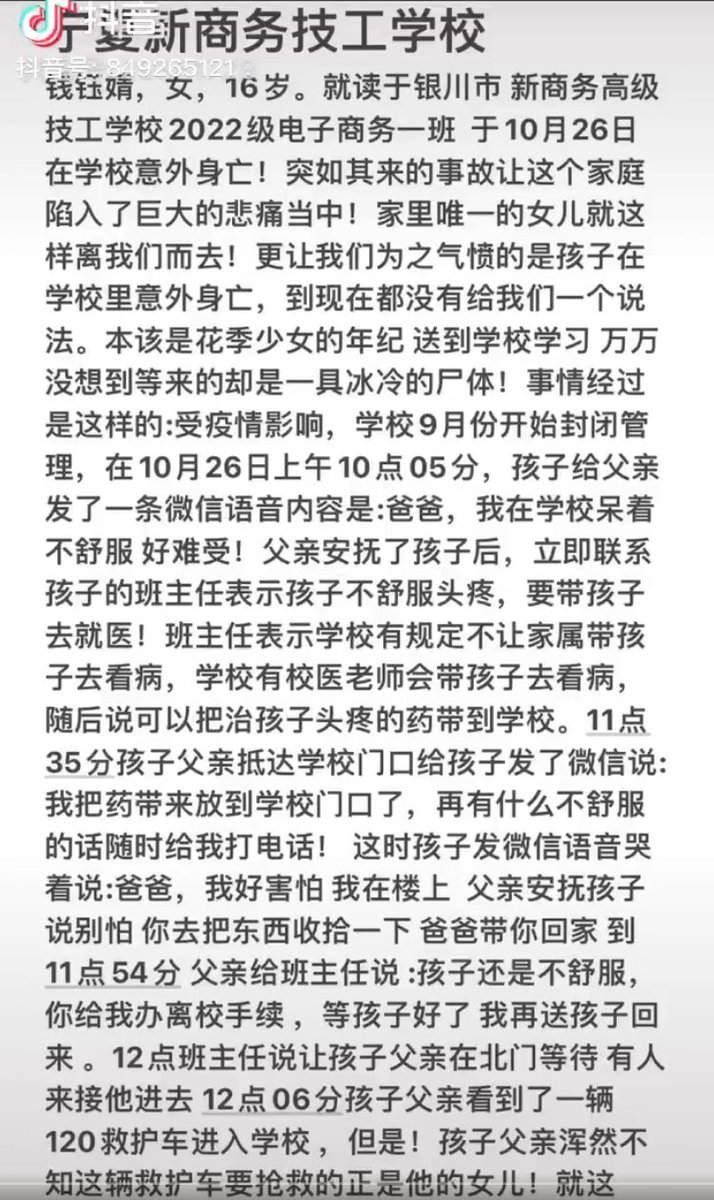 抖音
宁夏新商务技工学校
抖音号: 849265121
钱钰婧，女，16岁。就读于银川市 新商务高级
技工学校2022级电子商务一班 于10月26日
在学校意外身亡！突如其来的事故让这个家庭
陷入了巨大的悲痛当中！家里唯一的女儿就这
样离我们而去！更让我们为之气愤的是孩子在
学校里意外身亡，到现在都没有给我们一个说
法。本该是花季少女的年纪 送到学校学习 万万
没想到等来的却是一具冰冷的尸体！事情经过
是这样的:受疫情影响，学校9月份开始封闭管
理，在10月26日上午10点05分，孩子给父亲
发了一条微信语音内容是:爸爸，我在学校呆着
不舒服 好难受！父亲安抚了孩子后，立即联系
孩子的班主任表示孩子不舒服头疼，要带孩子
去就医！班主任表示学校有规定不让家属带孩
子去看病，学校有校医老师会带孩子去看病，
随后说可以把治孩子头疼的药带到学校。11点
35分孩子父亲抵达学校门口给孩子发了微信说:
我把药带来放到学校门口了，再有什么不舒服
的话随时给我打电话！ 这时孩子发微信语音哭
着说:爸爸，我好害怕 我在楼上 父亲安抚孩子
说别怕 你去把东西收拾一下 爸爸带你回家 到
11点54分 父亲给班主任说 :孩子还是不舒服，
你给我办离校手续 ，等孩子好了 我再送孩子回
来 。12点班主任说让孩子父亲在北门等待 有人
来接他进去 12点06分孩子父亲看到了一辆
120救护车进入学校 ，但是！孩子父亲浑然不
知这辆救护车要抢救的正是他的女儿！就这